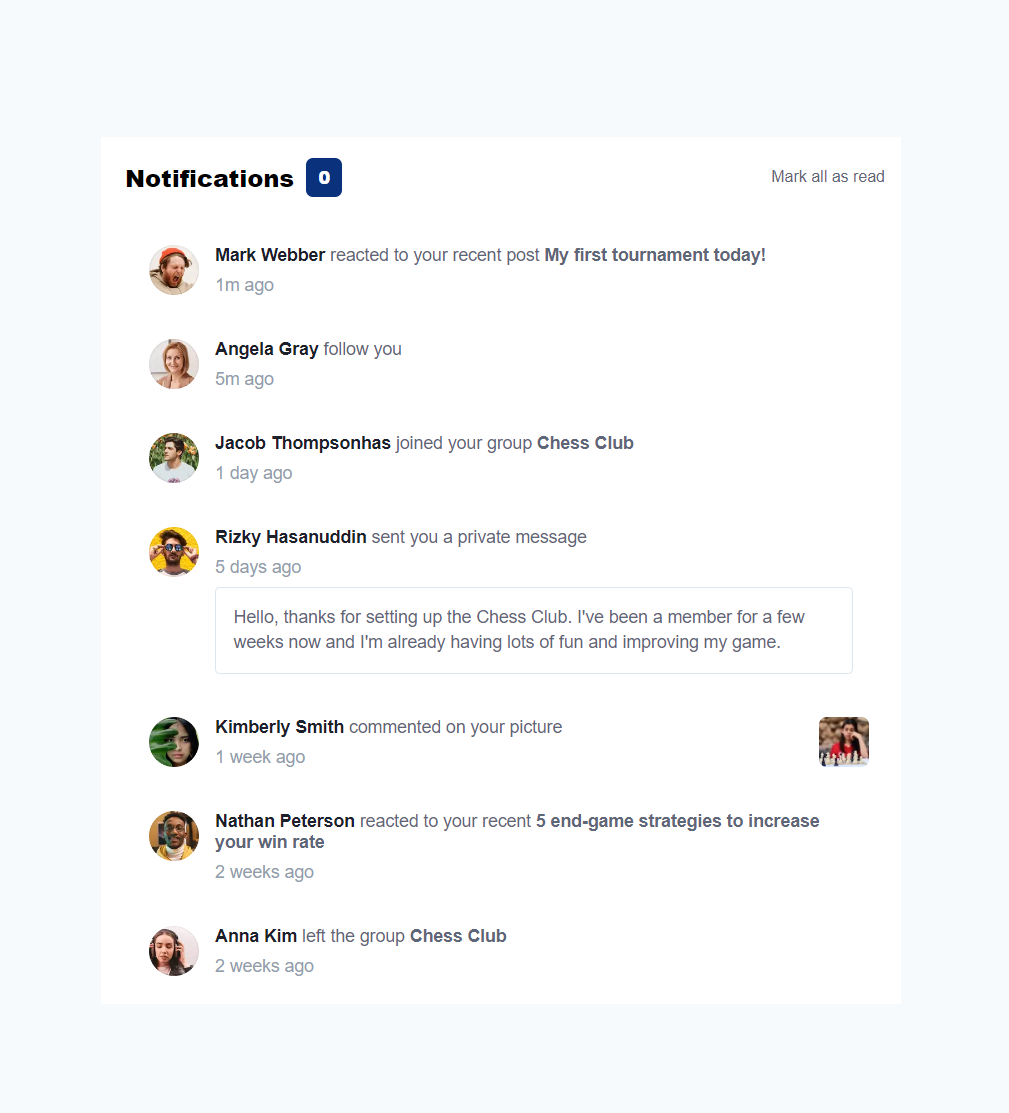 Notifications 0
Mark all as read
Mark Webber reacted to your recent post My first tournament today!
1m ago
Angela Gray follow you
5m ago
Jacob Thompsonhas joined your group Chess Club
1 day ago
Rizky Hasanuddin sent you a private message
5 days ago
Hello, thanks for setting up the Chess Club. I've been a member for a few
weeks now and I'm already having lots of fun and improving my game.
Kimberly Smith commented on your picture
1 week ago
Nathan Peterson reacted to your recent 5 end-game strategies to increase
your win rate
2 weeks ago
Anna Kim left the group Chess Club
2 weeks ago